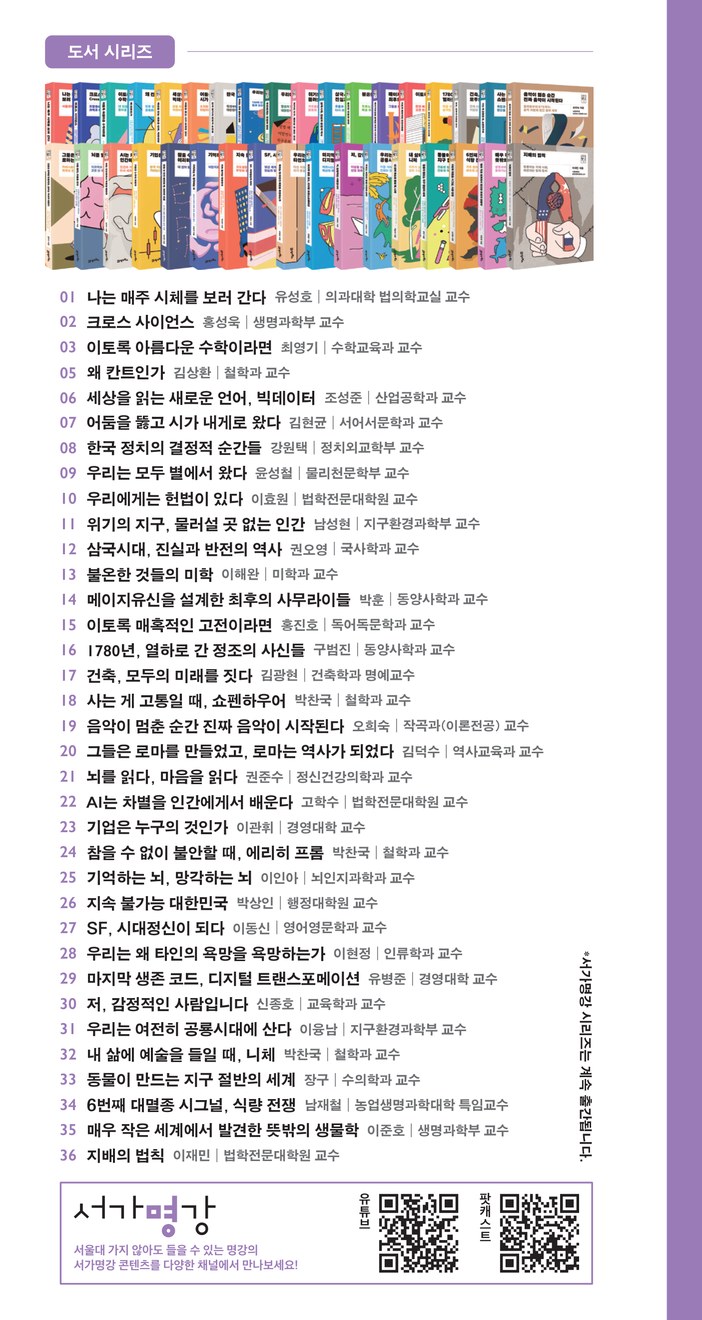 도서 시리즈
01 나는 매주 시체를 보러 간다 유성호 | 의과대학 법의학교실 교수
02 크로스 사이언스 홍성욱 | 생명과학부 교수
03 이토록 아름다운 수학이라면 최영기 | 수학교육과 교수
05 왜 칸트인가 김상환 | 철학과 교수
06 세상을 읽는 새로운 언어, 빅데이터 조성준 | 산업공학과 교수
07 어둠을 뚫고 시가 내게로 왔다 김현균 | 서어서문학과 교수
08 한국 정치의 결정적 순간들 강원택 | 정치외교학부 교수
09 우리는 모두 별에서 왔다 윤성철 | 물리천문학부 교수
10 우리에게는 헌법이 있다 이효원 | 법학전문대학원 교수
11 위기의 지구, 물러설 곳 없는 인간 남성현 | 지구환경과학부 교수
12 삼국시대, 진실과 반전의 역사 권오영 | 국사학과 교수
13 불온한 것들의 미학 이해완 | 미학과 교수
14 메이지유신을 설계한 최후의 사무라이들 박훈 | 동양사학과 교수
15 이토록 매혹적인 고전이라면 홍진호 | 독어독문학과 교수
16 1780년, 열하로 간 정조의 사신들 구범진 | 동양사학과 교수
17 건축, 모두의 미래를 짓다 김광현 | 건축학과 명예교수
18 사는 게 고통일 때, 쇼펜하우어 박찬국 | 철학과 교수
19 음악이 멈춘 순간 진짜 음악이 시작된다 오희숙 | 작곡과(이론전공) 교수
20 그들은 로마를 만들었고, 로마는 역사가 되었다 김덕수 | 역사교육과 교수
21 뇌를 읽다, 마음을 읽다 권준수 | 정신건강의학과 교수
22 AI는 차별을 인간에게서 배운다 고학수 | 법학전문대학원 교수
23 기업은 누구의 것인가 이관휘 | 경영대학 교수
24 참을 수 없이 불안할 때, 에리히 프롬 박찬국 | 철학과 교수
25 기억하는 뇌, 망각하는 뇌 이인아 | 뇌인지과학과 교수
26 지속 불가능 대한민국 박상인 | 행정대학원 교수
27 SF, 시대정신이 되다 이동신 | 영어영문학과 교수
28 우리는 왜 타인의 욕망을 욕망하는가 이현정 | 인류학과 교수
29 마지막 생존 코드, 디지털 트랜스포메이션 유병준 | 경영대학 교수
30 저, 감정적인 사람입니다 신종호 | 교육학과 교수
31 우리는 여전히 공룡시대에 산다 이융남 | 지구환경과학부 교수
32 내 삶에 예술을 들일 때, 니체 박찬국 | 철학과 교수
33 동물이 만드는 지구 절반의 세계 장구 | 수의학과 교수
34 6번째 대멸종 시그널, 식량 전쟁 남재철 | 농업생명과학대학 특임교수
35 매우 작은 세계에서 발견한 뜻밖의 생물학 이준호 | 생명과학부 교수
36 지배의 법칙 이재민 | 법학전문대학원 교수
*서가명강 시리즈는 계속 출간됩니다.
서가명강
서울대 가지 않아도 들을 수 있는 명강의
서가명강 콘텐츠를 다양한 채널에서 만나보세요!
유튜브
팟캐스트